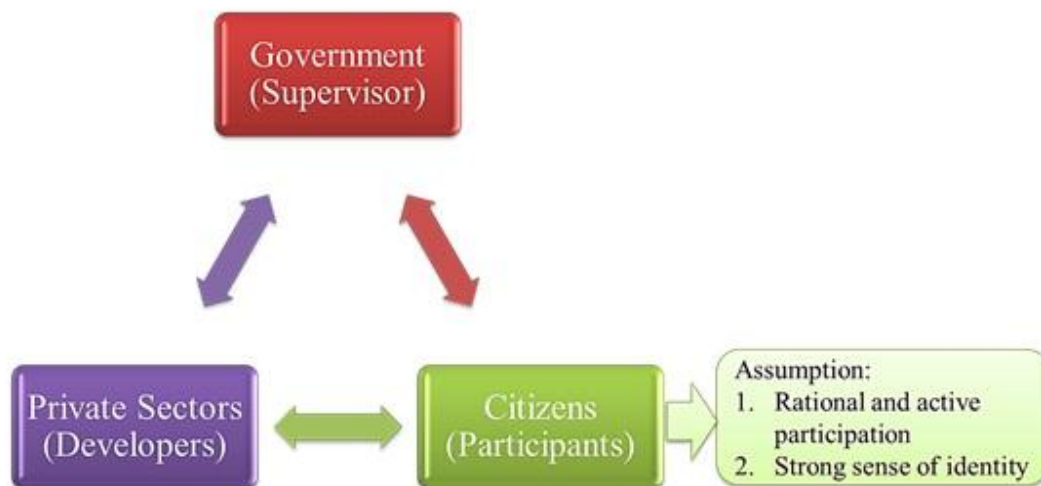 Government
(Supervisor)
Private Sectors
(Developers)
Citizens
(Participants)
Assumption:
1. Rational and active
participation
2. Strong sense of identity